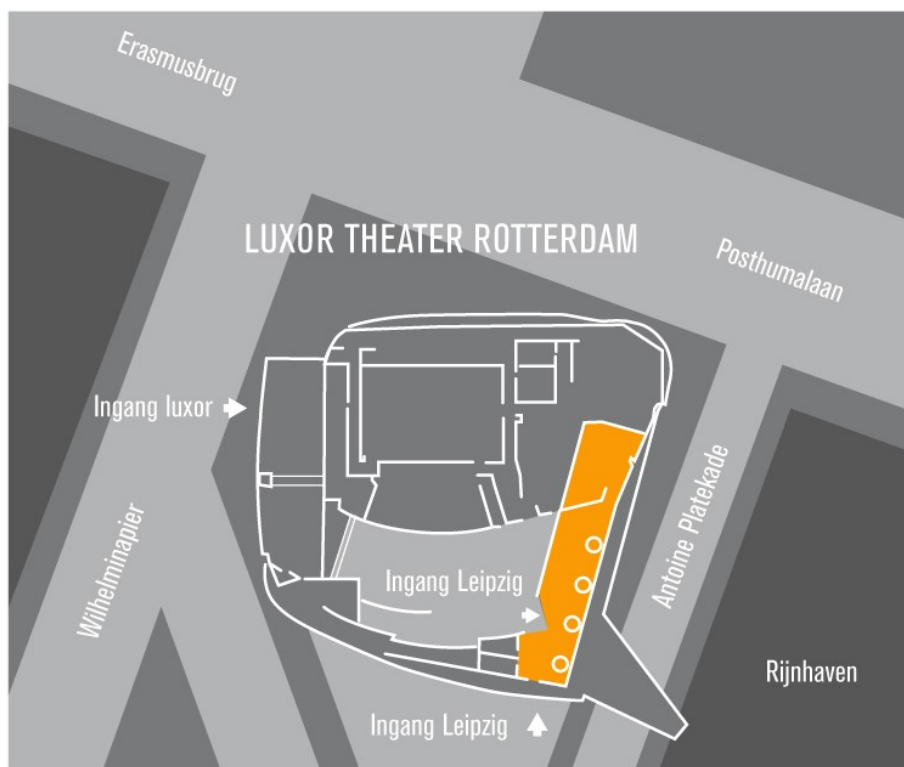 Erasmusbrug
LUXOR THEATER ROTTERDAM
Posthumalaan
Ingang luxor
Antoine Platekade
Wilhelminapier
Ingang Leipzig
Rijnhaven
Ingang Leipzig